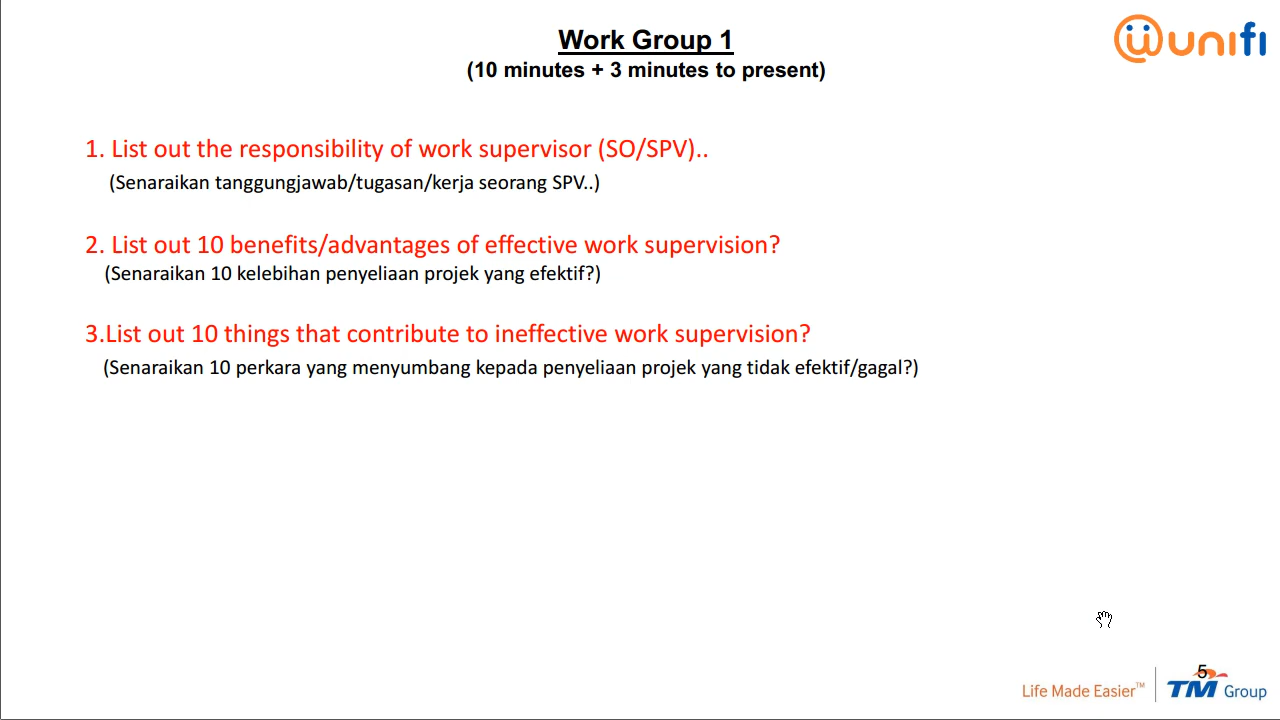 Work Group 1
(10 minutes + 3 minutes to present)
unifi
1. List out the responsibility of work supervisor (SO/SPV)..
(Senaraikan tanggungjawab/tugasan/kerja seorang SPV..)
2. List out 10 benefits/advantages of effective work supervision?
(Senaraikan 10 kelebihan penyeliaan projek yang efektif?)
3.List out 10 things that contribute to ineffective work supervision?
(Senaraikan 10 perkara yang menyumbang kepada penyeliaan projek yang tidak efektif/gagal?)
5
Life Made Easier™ TM Group